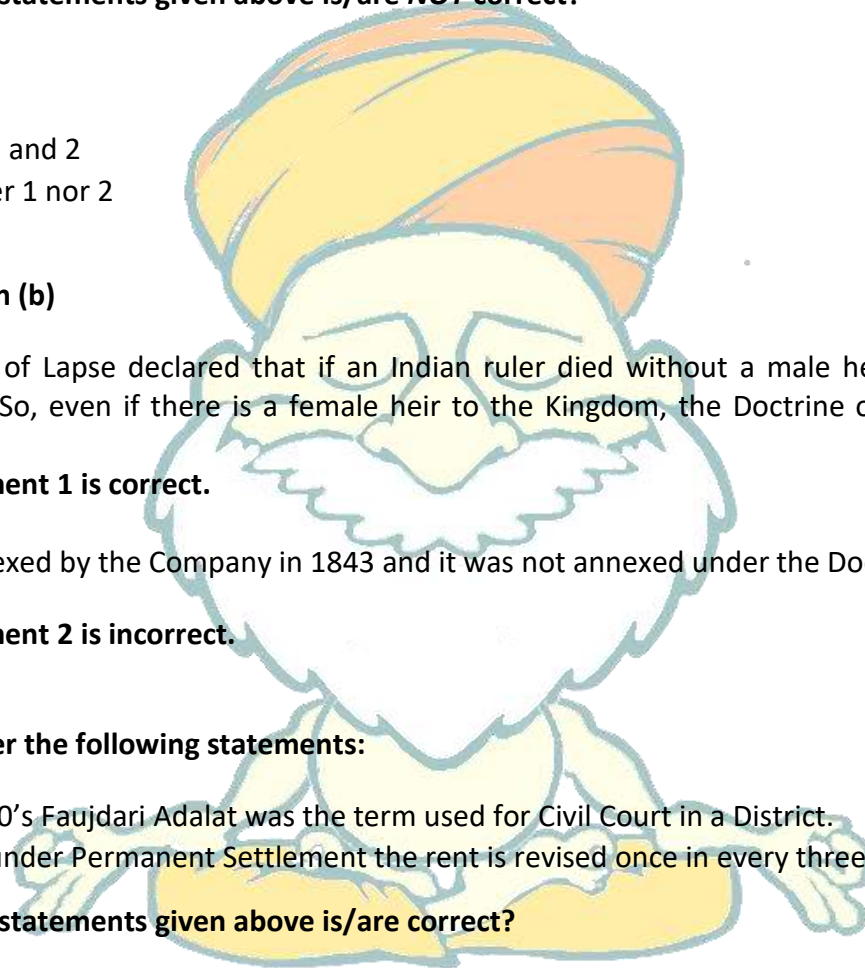 statements given above is/are NOT correct?
and 2
er 1 nor 2
n (b)
of Lapse declared that if an Indian ruler died without a male he
So, even if there is a female heir to the Kingdom, the Doctrine o
nent 1 is correct.
exed by the Company in 1843 and it was not annexed under the Do
nent 2 is incorrect.
er the following statements:
0’s Faujdari Adalat was the term used for Civil Court in a District.
under Permanent Settlement the rent is revised once in every three
statements given above is/are correct?